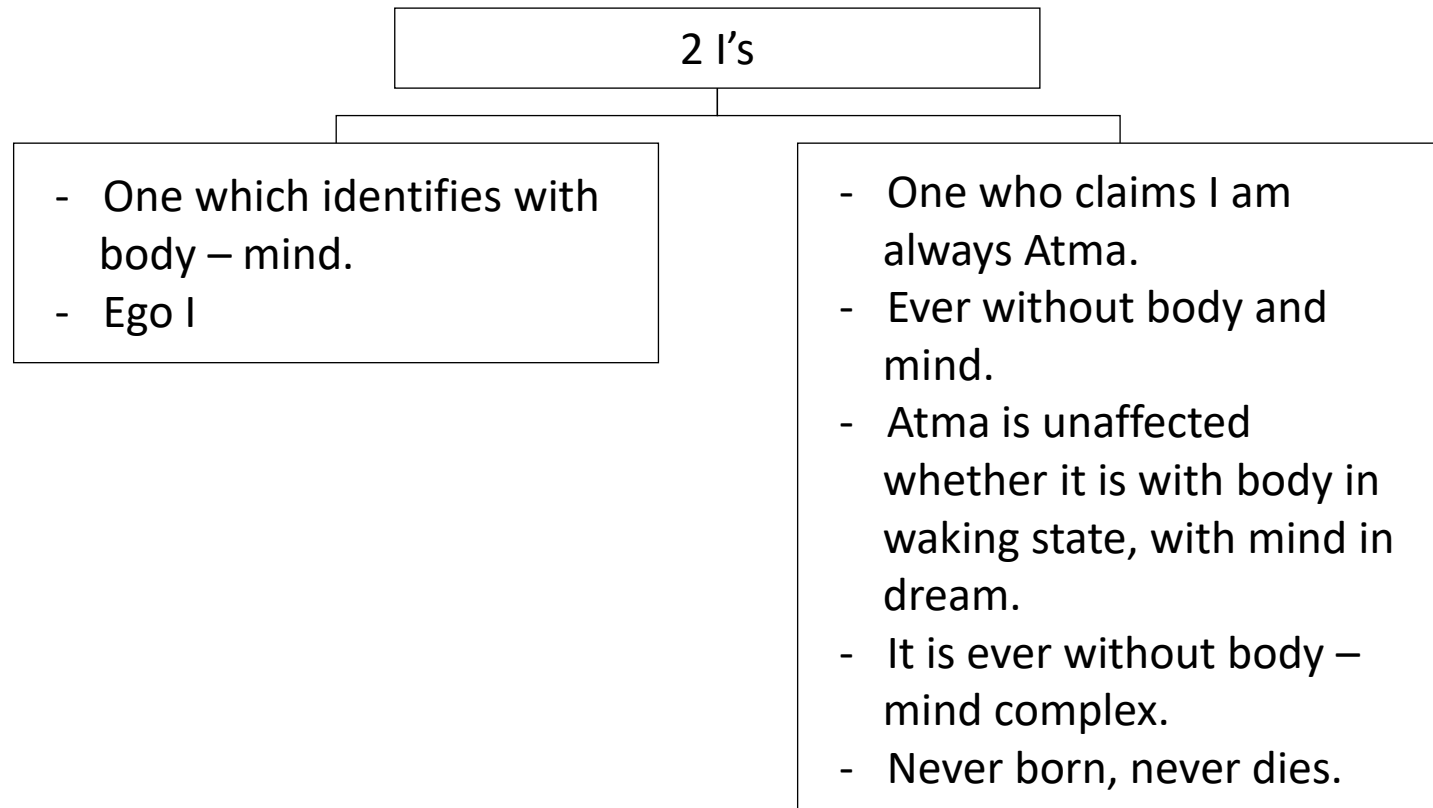 2 I’s
- One which identifies with
body – mind.
- Ego I
- One who claims I am
always Atma.
- Ever without body and
mind.
- Atma is unaffected
whether it is with body in
waking state, with mind in
dream.
- It is ever without body –
mind complex.
- Never born, never dies.